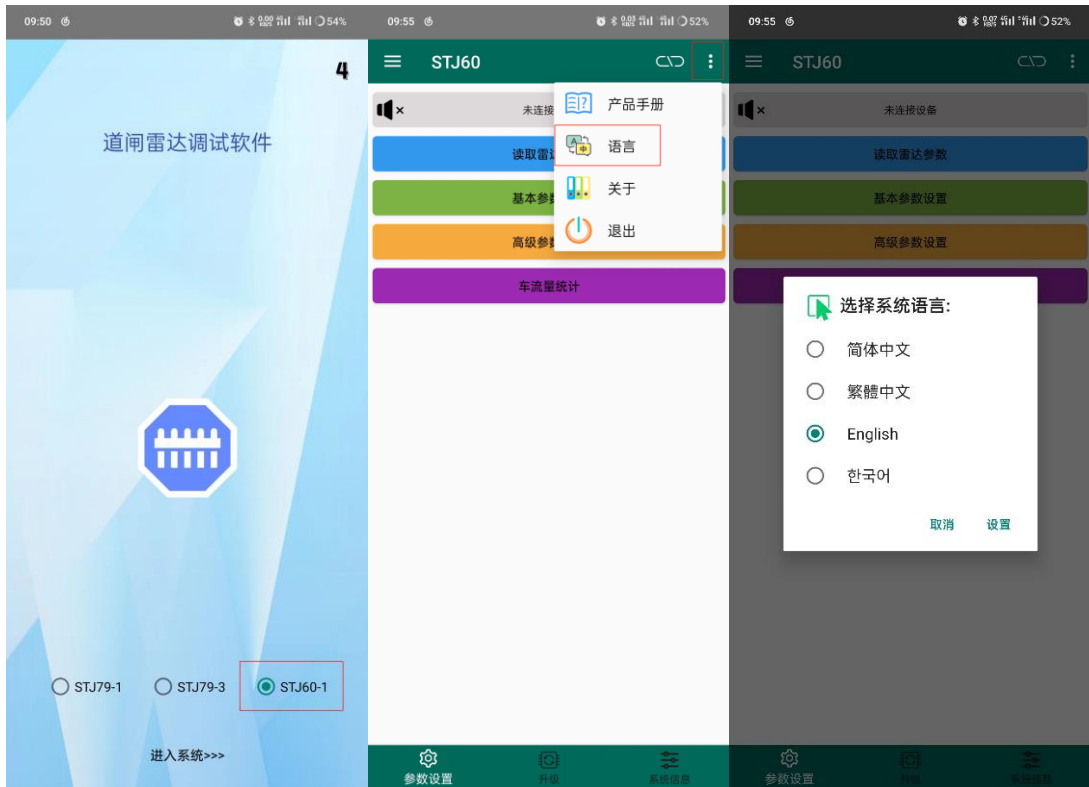 09:50
54%
4
道闸雷达调试软件
STJ79-1
STJ79-3
STJ60-1
进入系统>>>
09:55
52%
STJ60
产品手册
未连接
语言
读取雷达
关于
基本参数
退出
高级参数
车流量统计
参数设置
升级
系统信息
09:55
52%
STJ60
未连接设备
读取雷达参数
基本参数设置
高级参数设置
选择系统语言:
简体中文
繁體中文
English
한국어
取消 设置
参数设置
升级
系统信息